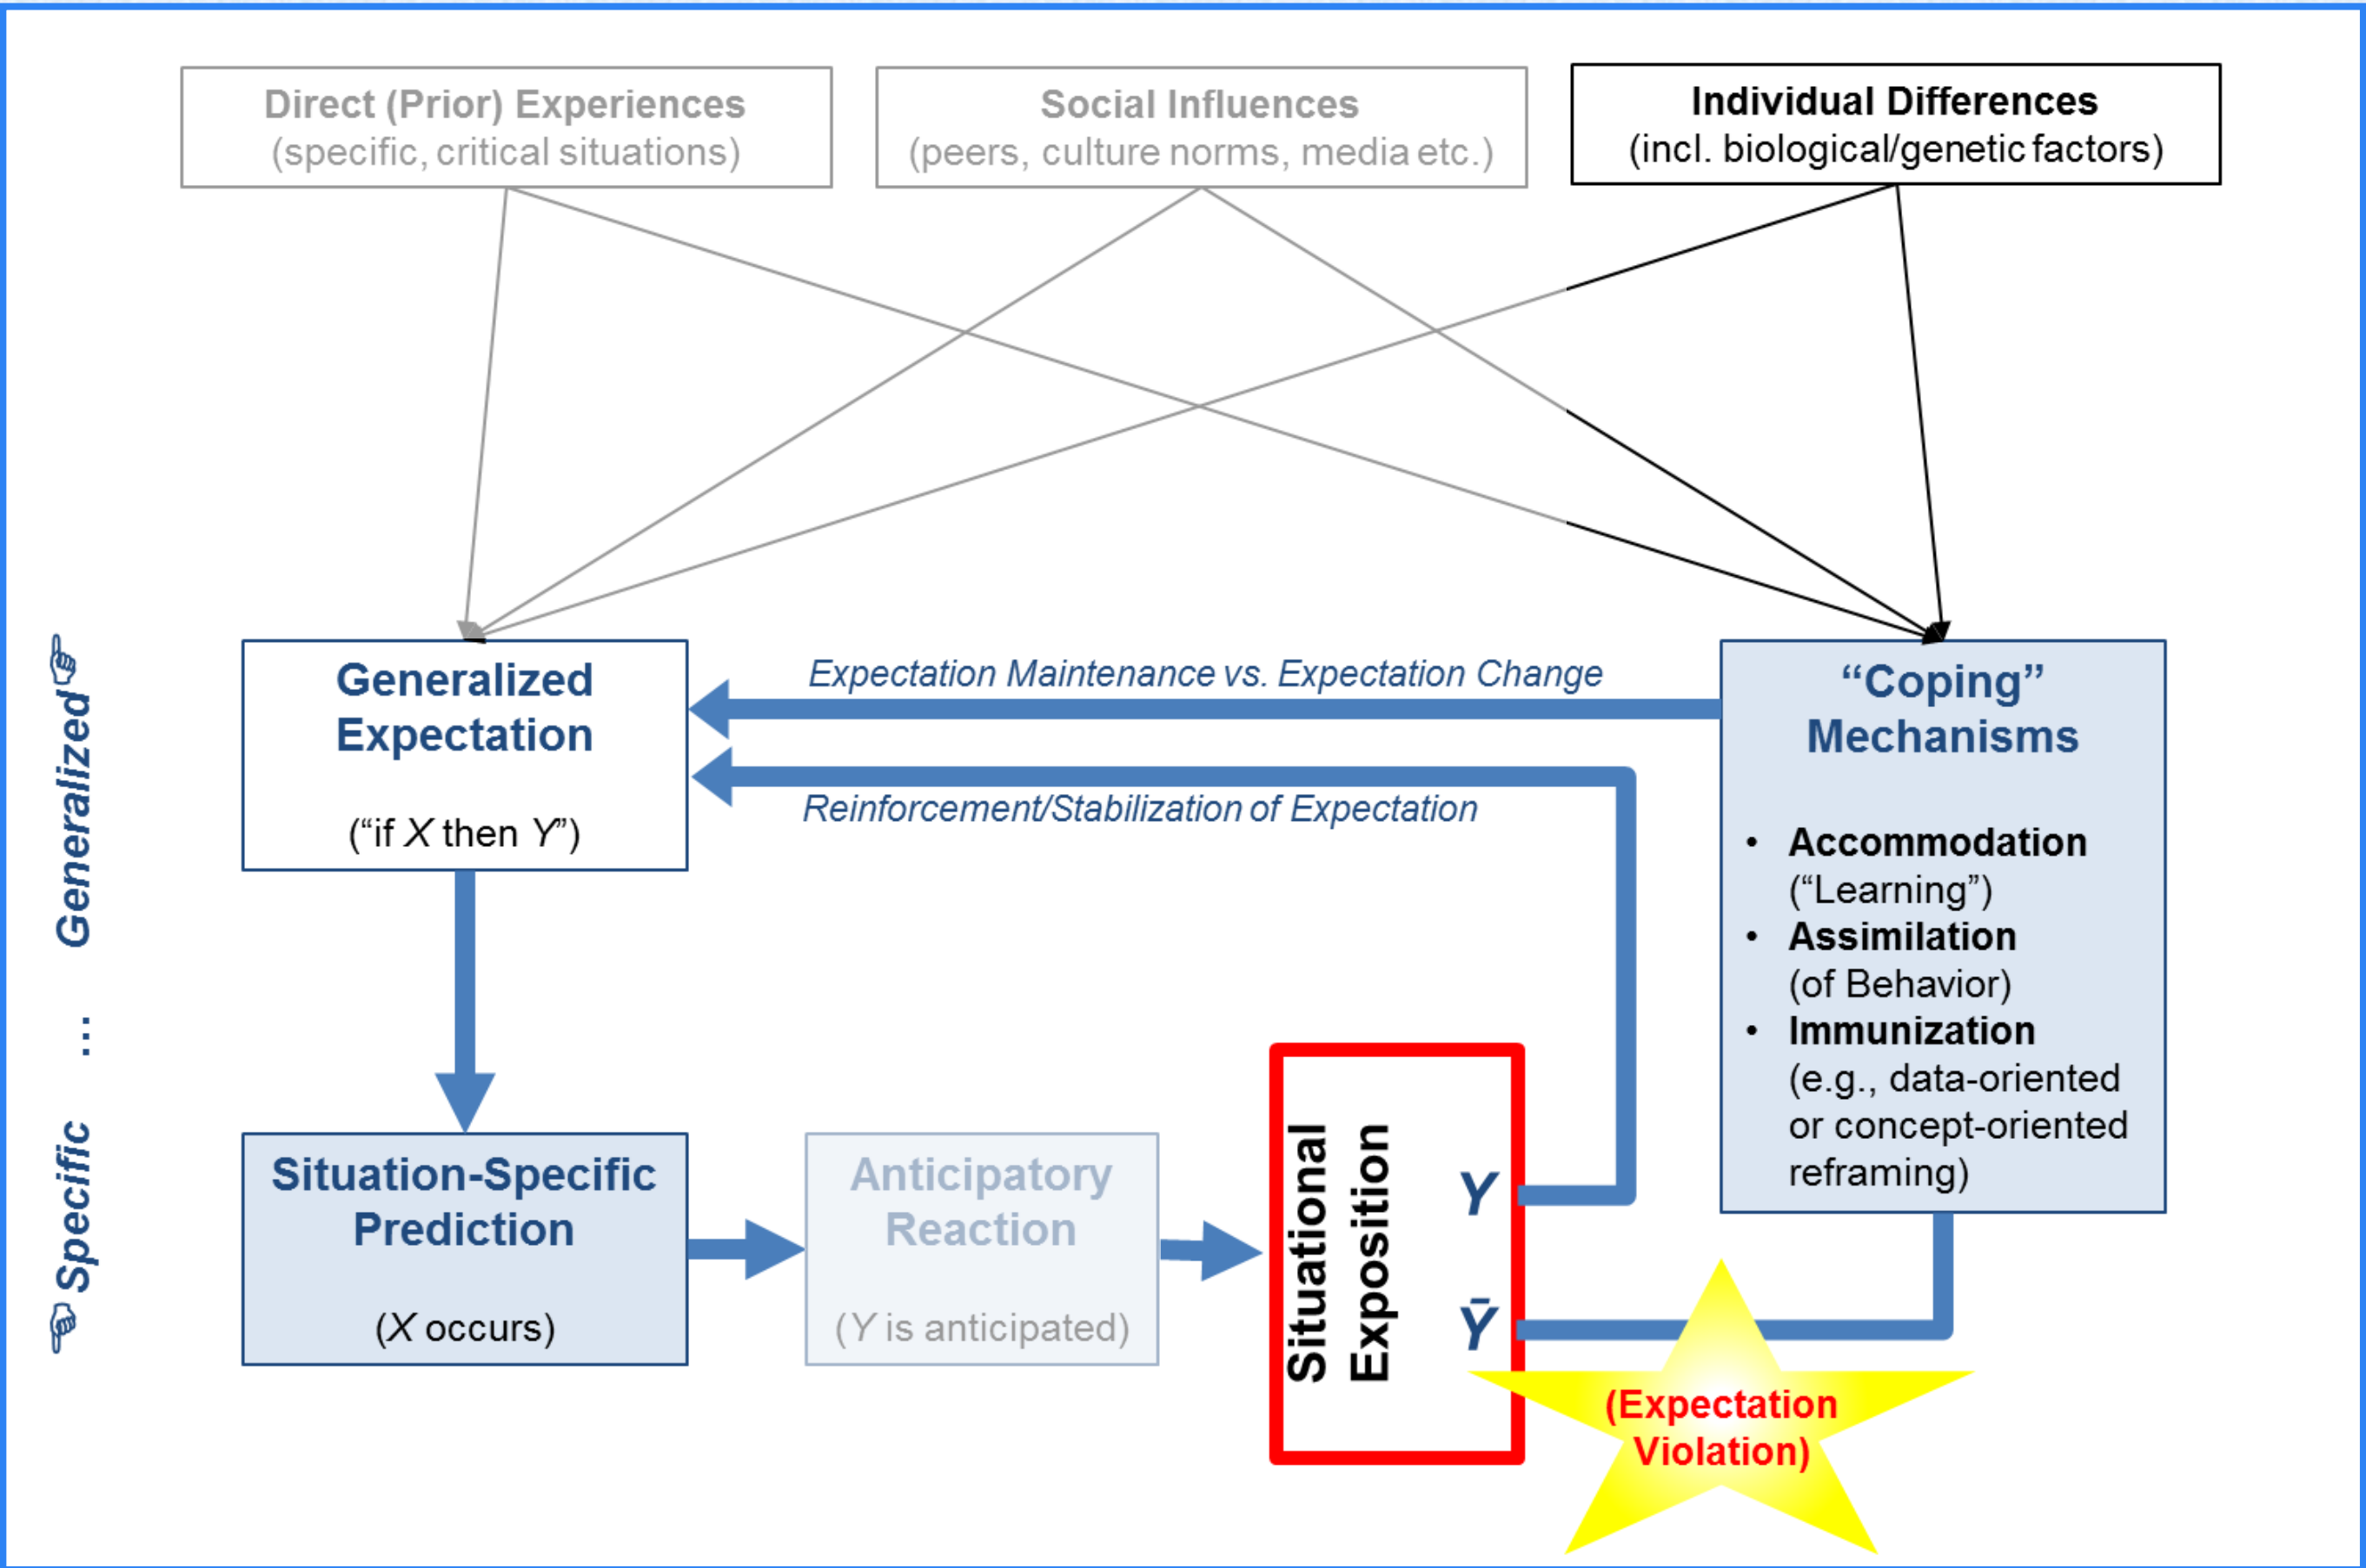 Direct (Prior) Experiences
(specific, critical situations)
Social Influences
(peers, culture norms, media etc.)
Individual Differences
(incl. biological/genetic factors)
Generalized
...
Specific
Generalized
Expectation
(“if X then Y”)
Expectation Maintenance vs. Expectation Change
Reinforcement/Stabilization of Expectation
“Coping”
Mechanisms
• Accommodation
(“Learning”)
• Assimilation
(of Behavior)
• Immunization
(e.g., data-oriented
or concept-oriented
reframing)
Situation-Specific
Prediction
(X occurs)
Anticipatory
Reaction
(Y is anticipated)
Situational
Exposition
Y
Ȳ
(Expectation
Violation)